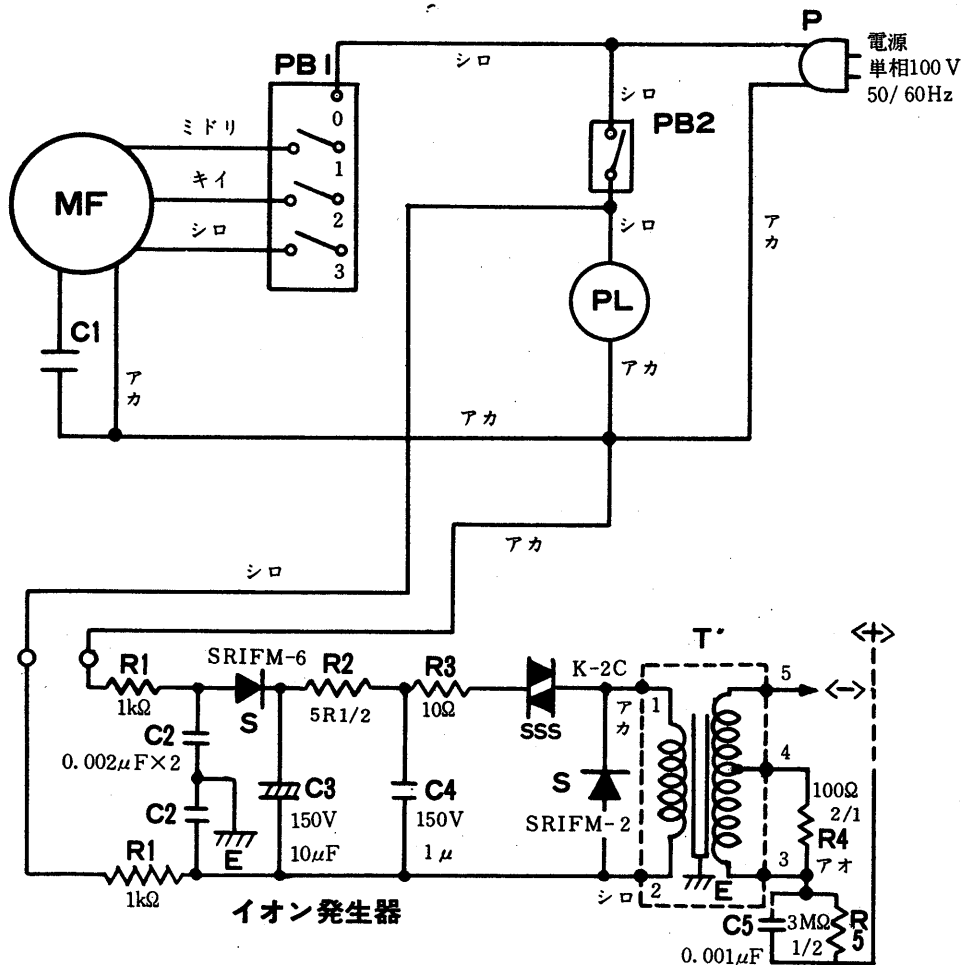 P
電源
単相100V
50/60Hz
シロ
PB1
0
1
2
3
ミドリ
キイ
シロ
MF
C1
アカ
シロ
PB2
シロ
PL
アカ
アカ
アカ
アカ
シロ
R1
1kΩ
SRIFM-6
S
R2
5R1/2
R3
10Ω
SSS
K-2C
アカ
T'
<+>
5
<->
4
3
1
2
C2
0.002μF×2
C2
E
C3
150V
10μF
C4
150V
1μ
S
SRIFM-2
シロ
E
100Ω
2/1
R4
アオ
C5
0.001μF
3MΩ
1/2
R5
R1
1kΩ
イオン発生器